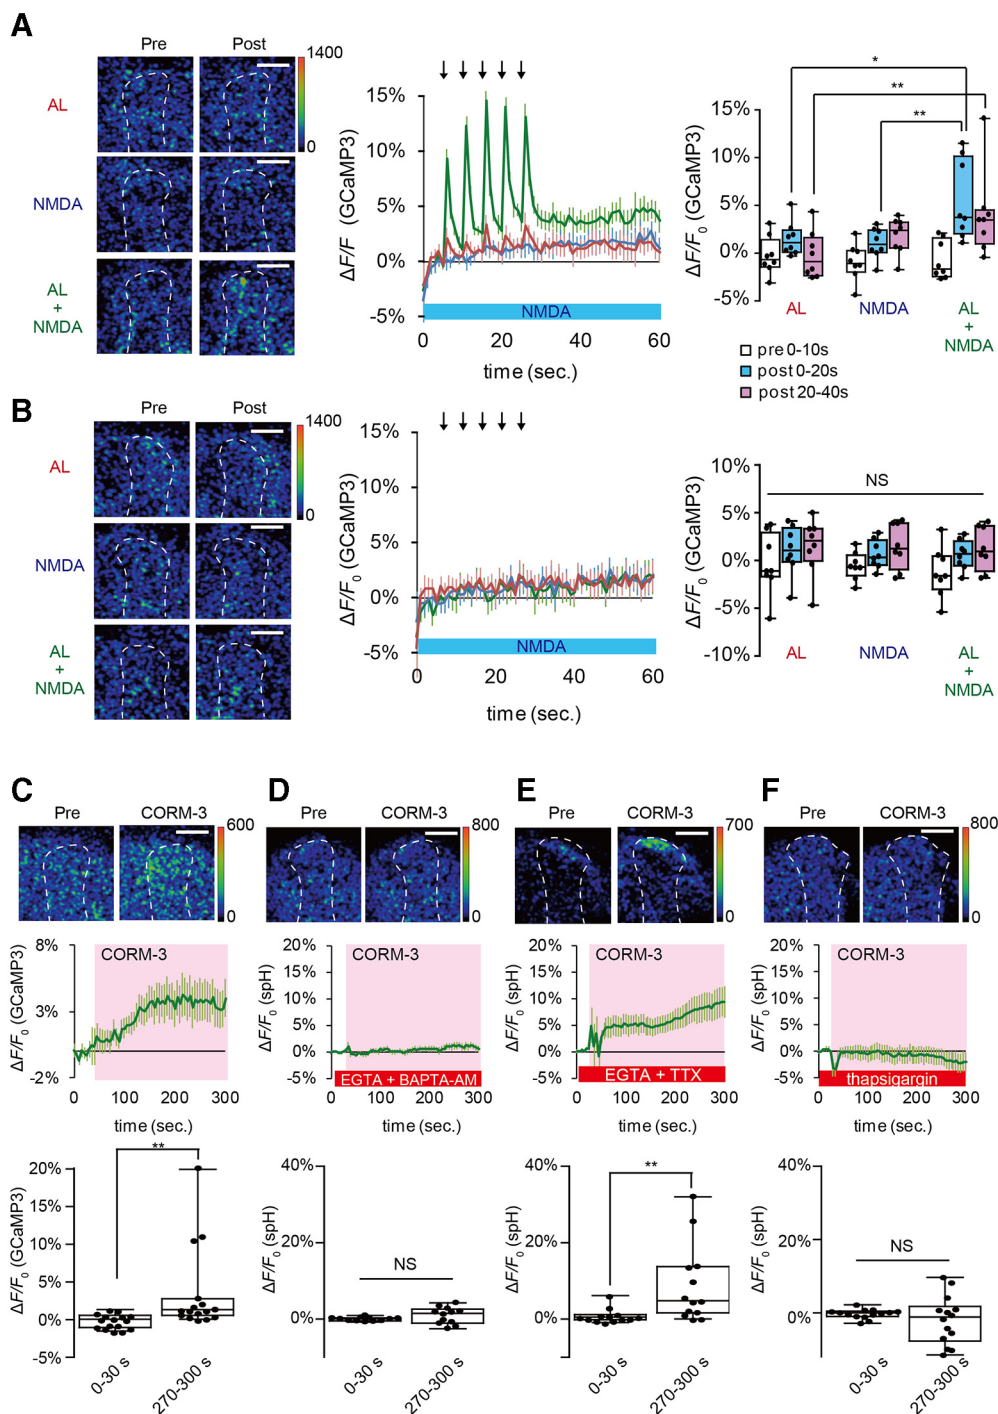 A
Pre Post
1400
0
AL
NMDA
AL
+
NMDA
ΔF/F0 (GCaMP3)
15%
10%
5%
0%
-5%
NMDA
0 20 40 60
time (sec.)
ΔF/F0 (GCaMP3)
15%
10%
5%
0%
-5%
*
**
**
AL NMDA AL
+
NMDA
pre 0-10s
post 0-20s
post 20-40s
B
Pre Post
1400
0
AL
NMDA
AL
+
NMDA
ΔF/F0 (GCaMP3)
15%
10%
5%
0%
-5%
NMDA
0 20 40 60
time (sec.)
ΔF/F0 (GCaMP3)
10%
5%
0%
-5%
-10%
NS
AL NMDA AL
+
NMDA
C
Pre CORM-3
600
0
ΔF/F0 (GCaMP3)
8%
3%
-2%
CORM-3
0 100 200 300
time (sec.)
ΔF/F0 (GCaMP3)
20%
15%
10%
5%
0%
-5%
**
0-30 s 270-300 s
D
Pre CORM-3
800
0
ΔF/F0 (spH)
20%
15%
10%
5%
0%
-5%
CORM-3
EGTA + BAPTA-AM
0 100 200 300
time (sec.)
ΔF/F0 (spH)
40%
20%
0%
NS
0-30 s 270-300 s
E
Pre CORM-3
700
0
ΔF/F0 (spH)
20%
15%
10%
5%
0%
-5%
CORM-3
EGTA + TTX
0 100 200 300
time (sec.)
ΔF/F0 (spH)
40%
20%
0%
**
0-30 s 270-300 s
F
Pre CORM-3
800
0
ΔF/F0 (spH)
20%
15%
10%
5%
0%
-5%
CORM-3
thapsigargin
0 100 200 300
time (sec.)
ΔF/F0 (spH)
40%
20%
0%
NS
0-30 s 270-300 s